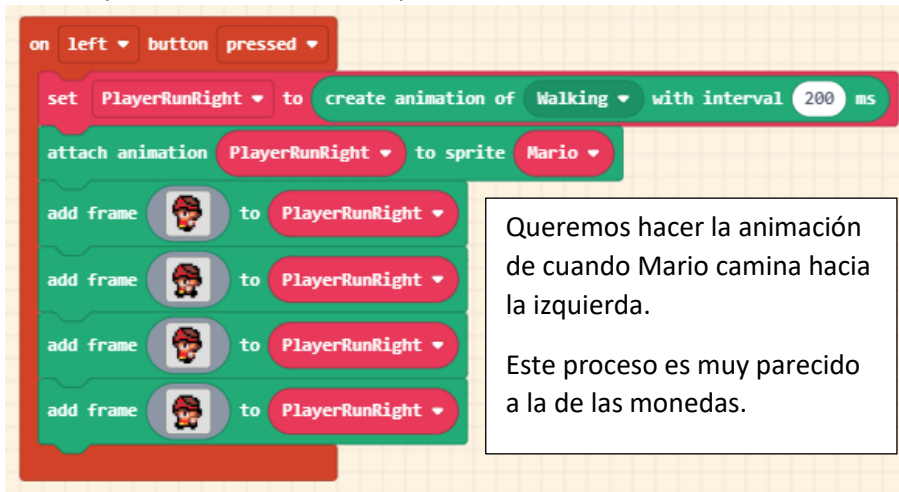 on left button pressed
set PlayerRunRight to create animation of Walking with interval 200 ms
attach animation PlayerRunRight to sprite Mario
add frame to PlayerRunRight
add frame to PlayerRunRight
add frame to PlayerRunRight
add frame to PlayerRunRight
Queremos hacer la animación
de cuando Mario camina hacia
la izquierda.
Este proceso es muy parecido
a la de las monedas.